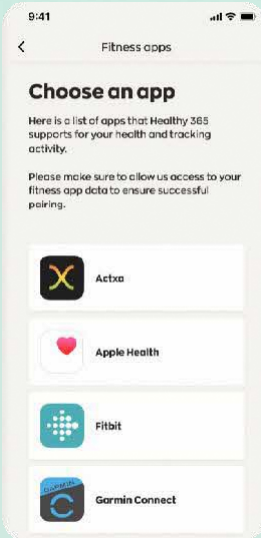 9:41
Fitness apps
Choose an app
Here is a list of apps that Healthy 365
supports for your health and tracking
activity.
Please make sure to allow us access to your
fitness app data to ensure successful
pairing.
Actxa
Apple Health
Fitbit
GARMIN
Garmin Connect